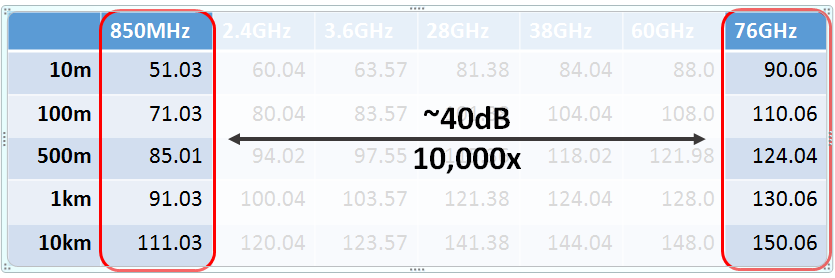 850MHz 2.4GHz 3.6GHz 28GHz 38GHz 60GHz 76GHz
10m 51.03 60.04 63.57 81.38 84.04 88.0 90.06
100m 71.03 80.04 83.57 104.04 108.0 110.06
~40dB
500m 85.01 94.02 97.55 118.02 121.98 124.04
10,000x
1km 91.03 100.04 103.57 121.38 124.04 128.0 130.06
10km 111.03 120.04 123.57 141.38 144.04 148.0 150.06